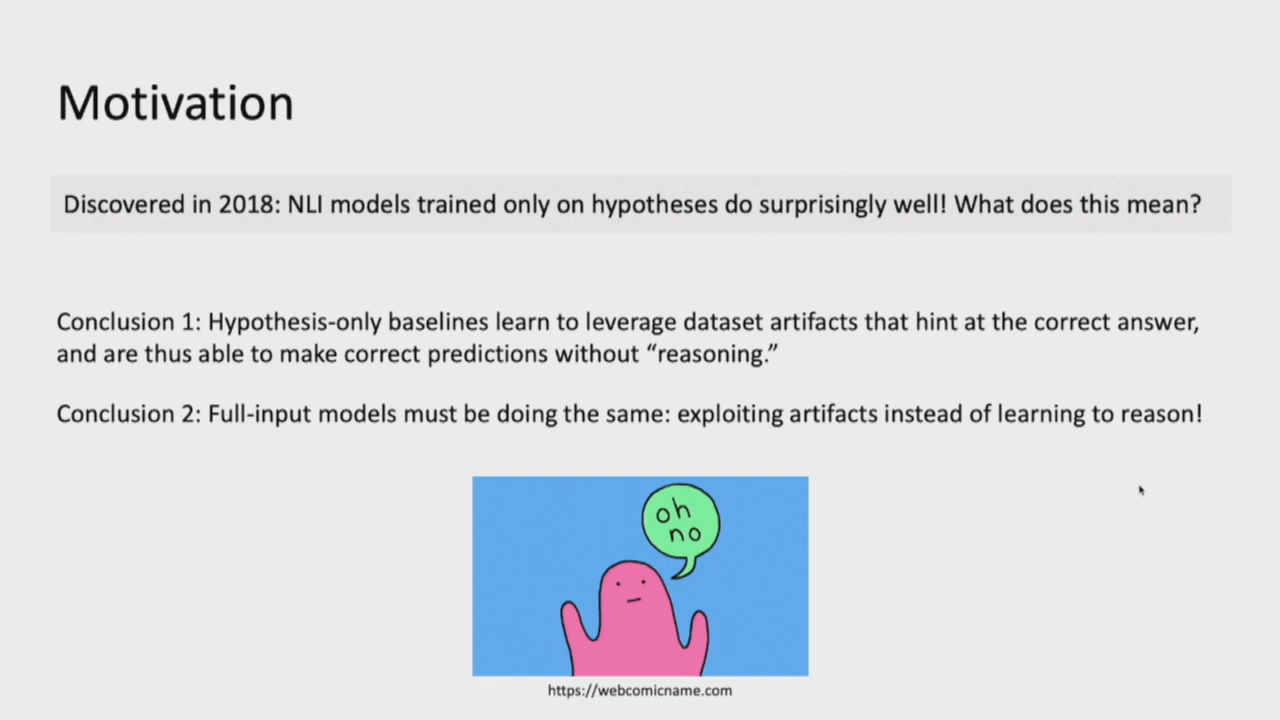 Motivation
Discovered in 2018: NLI models trained only on hypotheses do surprisingly well! What does this mean?
Conclusion 1: Hypothesis-only baselines learn to leverage dataset artifacts that hint at the correct answer,
and are thus able to make correct predictions without “reasoning.”
Conclusion 2: Full-input models must be doing the same: exploiting artifacts instead of learning to reason!
oh
no
https://webcomicname.com